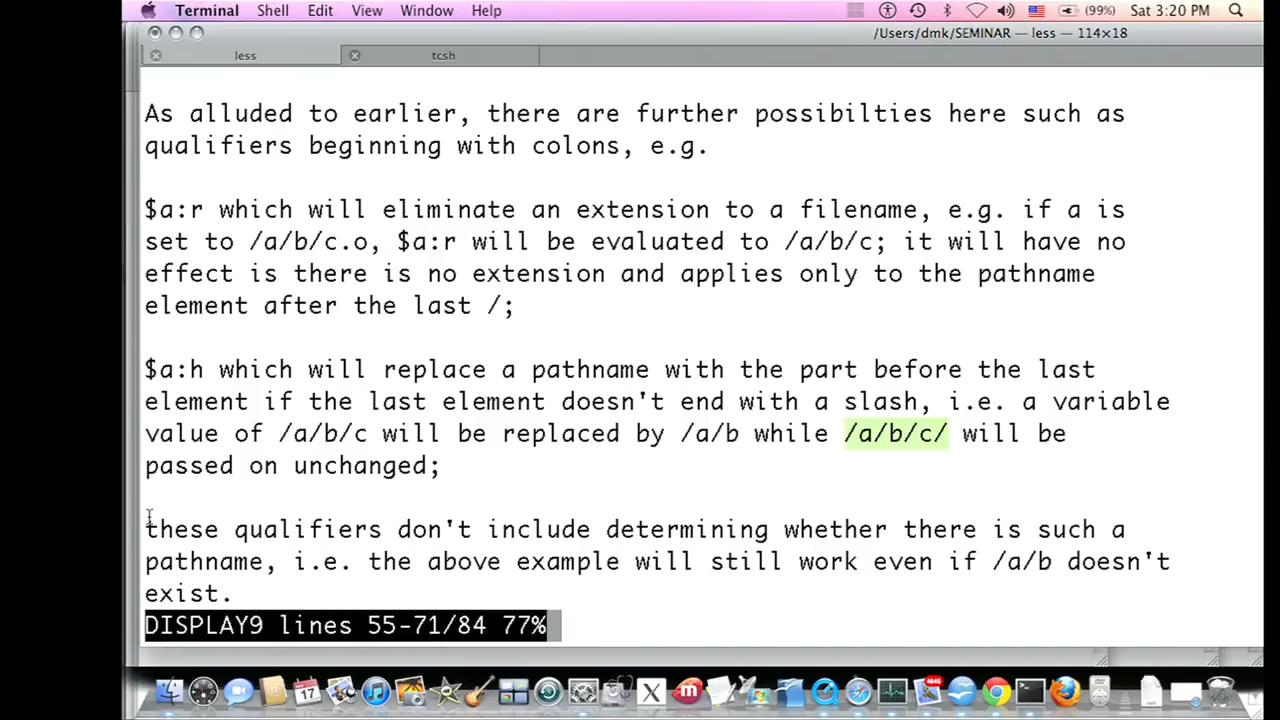 Terminal Shell Edit View Window Help (99%) Sat 3:20 PM
/Users/dmk/SEMINAR — less — 114×18
less tcsh
As alluded to earlier, there are further possibilties here such as
qualifiers beginning with colons, e.g.
$a:r which will eliminate an extension to a filename, e.g. if a is
set to /a/b/c.o, $a:r will be evaluated to /a/b/c; it will have no
effect is there is no extension and applies only to the pathname
element after the last /;
$a:h which will replace a pathname with the part before the last
element if the last element doesn't end with a slash, i.e. a variable
value of /a/b/c will be replaced by /a/b while /a/b/c/ will be
passed on unchanged;
these qualifiers don't include determining whether there is such a
pathname, i.e. the above example will still work even if /a/b doesn't
exist.
DISPLAY9 lines 55-71/84 77%
17 X m